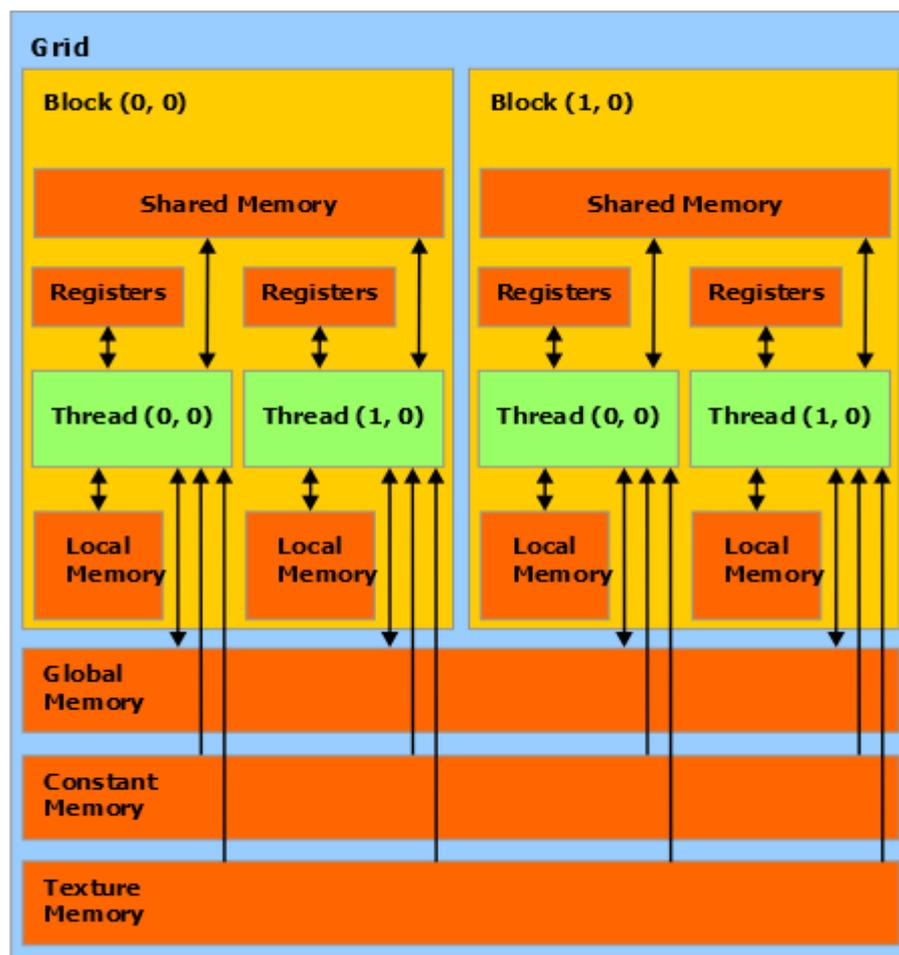 Grid
Block (0, 0)
Block (1, 0)
Shared Memory
Shared Memory
Registers
Registers
Registers
Registers
Thread (0, 0)
Thread (1, 0)
Thread (0, 0)
Thread (1, 0)
Local
Memory
Local
Memory
Local
Memory
Local
Memory
Global
Memory
Constant
Memory
Texture
Memory